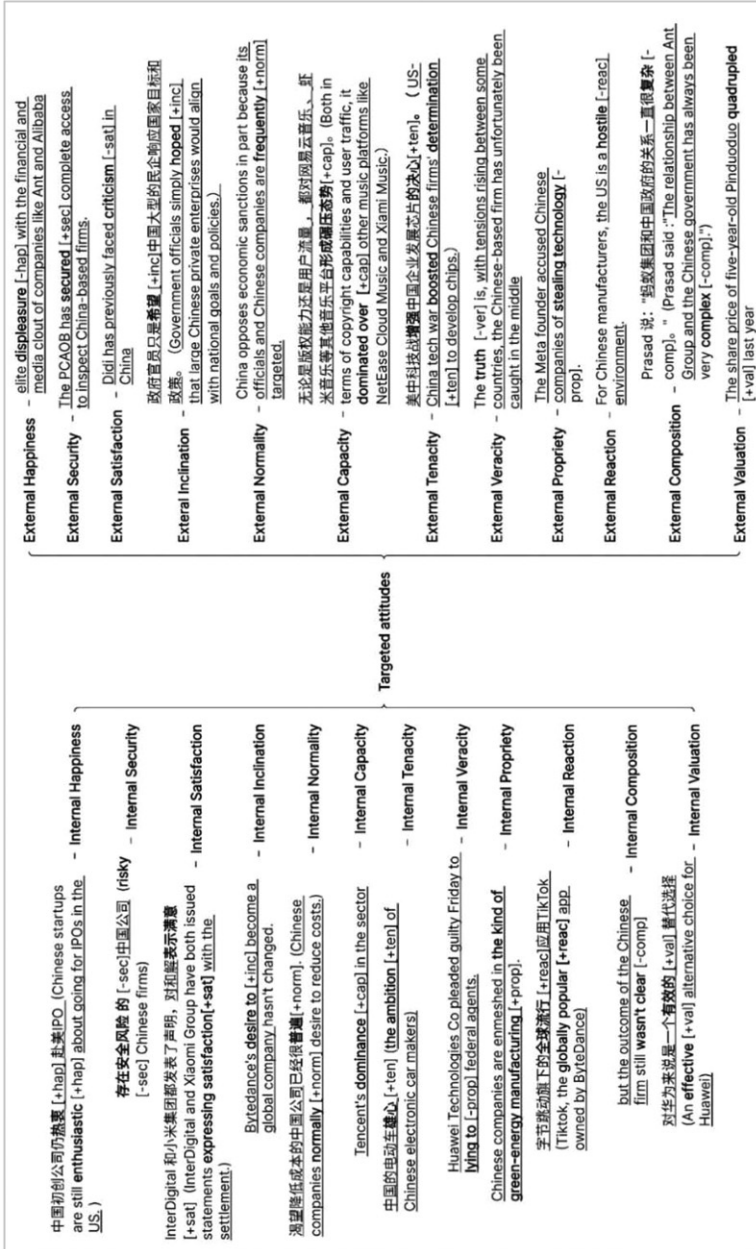 中国初创公司仍热衷 [+hap] 赴美IPO (Chinese startups
are still enthusiastic [+hap] about going for IPOs in the
US. )
– Internal Happiness
存在安全风险 的 [-sec]中国公司 (risky
[-sec] Chinese firms)
– Internal Security
InterDigital 和小米集团都发表了声明，对和解表示满意
[+sat] (InterDigital and Xiaomi Group have both issued
statements expressing satisfaction[+sat] with the
settlement.)
– Internal Satisfaction
Bytedance's desire to [+inc] become a
global company hasn't changed.
– Internal Inclination
渴望降低成本的中国公司已经很普遍[+norm]. (Chinese
companies normally [+norm] desire to reduce costs.)
– Internal Normality
Tencent's dominance [+cap] in the sector
– Internal Capacity
中国的电动车雄心 [+ten] (the ambition [+ten] of
Chinese electronic car makers)
– Internal Tenacity
Huawei Technologies Co pleaded guilty Friday to
lying to [-prop] federal agents.
– Internal Veracity
Chinese companies are enmeshed in the kind of
green-energy manufacturing [+prop].
– Internal Propriety
字节跳动旗下的全球流行 [+reac]应用TikTok
(Tiktok, the globally popular [+reac] app
owned by ByteDance)
– Internal Reaction
but the outcome of the Chinese
firm still wasn't clear [-comp]
– Internal Composition
对华为来说是一个有效的 [+val] 替代选择
(An effective [+val] alternative choice for
Huawei)
– Internal Valuation
Targeted attitudes
External Happiness –
elite displeasure [-hap] with the financial and
media clout of companies like Ant and Alibaba
External Security –
The PCAOB has secured [+sec] complete access
to inspect China-based firms.
External Satisfaction –
Didi has previously faced criticism [-sat] in
China
Exteral Inclination –
政府官员只是希望 [+inc]中国大型的民企响应国家目标和
政策。 (Government officials simply hoped [+inc]
that large Chinese private enterprises would align
with national goals and policies.)
External Normality –
China opposes economic sanctions in part because its
officials and Chinese companies are frequently [+norm]
targeted.
External Capacity –
无论是版权能力还是用户流量，都对网易云音乐、虾
米音乐等其他音乐平台形成碾压态势[+cap]。(Both in
terms of copyright capabilities and user traffic, it
dominated over [+cap] other music platforms like
NetEase Cloud Music and Xiami Music.)
External Tenacity –
美中科技战增强中国企业发展芯片的决心[+ten]。 ( US-
China tech war boosted Chinese firms' determination
[+ten] to develop chips.)
External Veracity –
The truth [-ver] is, with tensions rising between some
countries, the Chinese-based firm has unfortunately been
caught in the middle
External Propriety –
The Meta founder accused Chinese
companies of stealing technology [-
prop].
External Reaction –
For Chinese manufacturers, the US is a hostile [-reac]
environment.
External Composition –
Prasad 说："蚂蚁集团和中国政府的关系一直很复杂 [-
comp]。" (Prasad said :"The relationship between Ant
Group and the Chinese government has always been
very complex [-comp].")
External Valuation –
The share price of five-year-old Pinduoduo quadrupled
[+val] last year